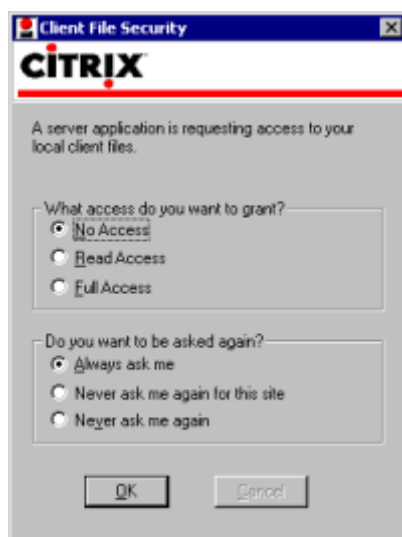 Client File Security
CITRIX
A server application is requesting access to your
local client files.
What access do you want to grant?
No Access
Read Access
Full Access
Do you want to be asked again?
Always ask me
Never ask me again for this site
Never ask me again
OK
Cancel